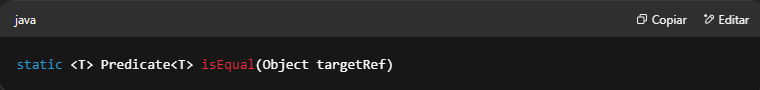 java Copiar Editar
static <T> Predicate<T> isEqual(Object targetRef)